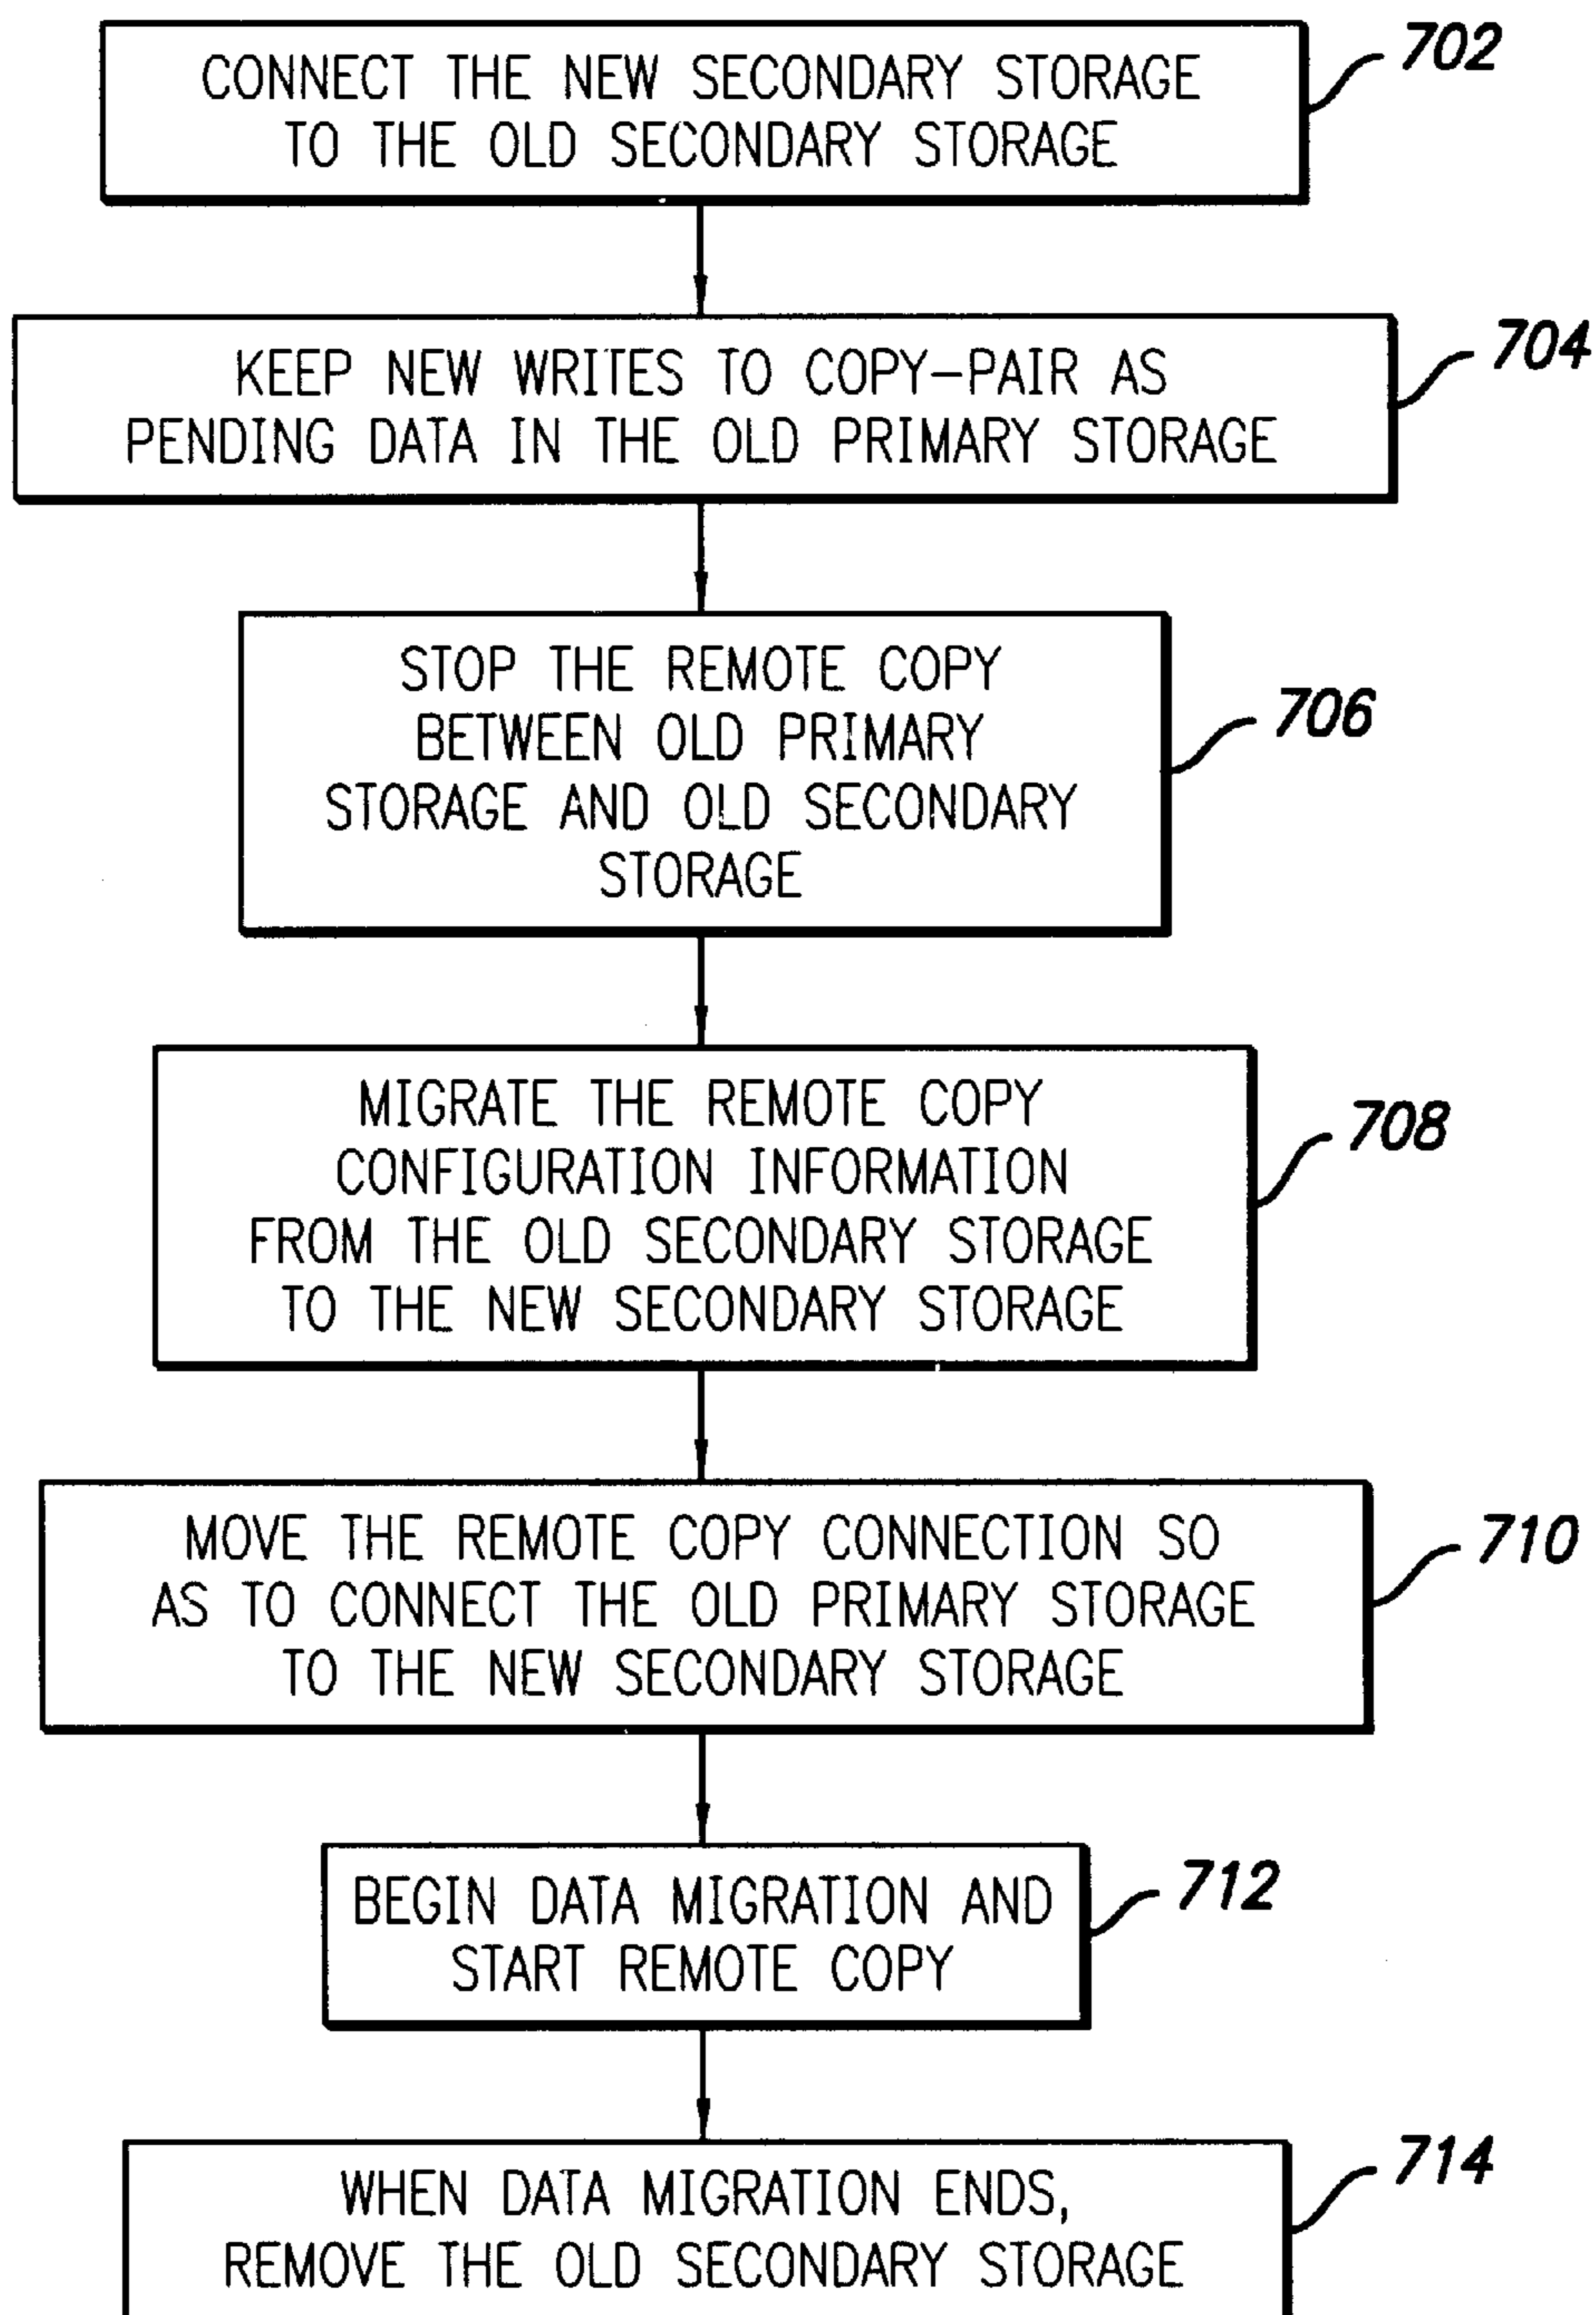 702
CONNECT THE NEW SECONDARY STORAGE
TO THE OLD SECONDARY STORAGE
704
KEEP NEW WRITES TO COPY-PAIR AS
PENDING DATA IN THE OLD PRIMARY STORAGE
706
STOP THE REMOTE COPY
BETWEEN OLD PRIMARY
STORAGE AND OLD SECONDARY
STORAGE
708
MIGRATE THE REMOTE COPY
CONFIGURATION INFORMATION
FROM THE OLD SECONDARY STORAGE
TO THE NEW SECONDARY STORAGE
710
MOVE THE REMOTE COPY CONNECTION SO
AS TO CONNECT THE OLD PRIMARY STORAGE
TO THE NEW SECONDARY STORAGE
712
BEGIN DATA MIGRATION AND
START REMOTE COPY
714
WHEN DATA MIGRATION ENDS,
REMOVE THE OLD SECONDARY STORAGE